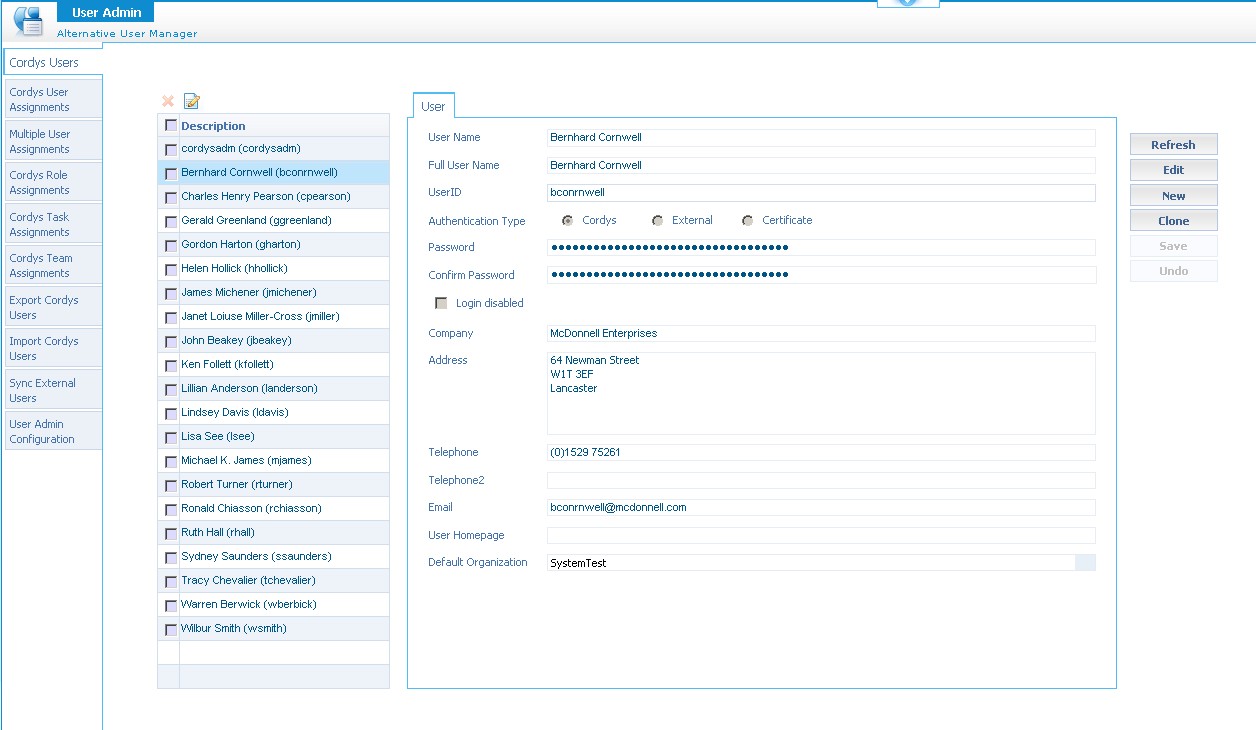 User Admin
Alternative User Manager
Cordys Users
Cordys User
Assignments
Multiple User
Assignments
Cordys Role
Assignments
Cordys Task
Assignments
Cordys Team
Assignments
Export Cordys
Users
Import Cordys
Users
Sync External
Users
User Admin
Configuration
Description
cordysadm (cordysadm)
Bernhard Cornwell (bconrnwell)
Charles Henry Pearson (cpearson)
Gerald Greenland (ggreenland)
Gordon Harton (gharton)
Helen Hollick (hhollick)
James Michener (jmichener)
Janet Loiuse Miller-Cross (jmiller)
John Beakey (jbeakey)
Ken Follett (kfollett)
Lillian Anderson (landerson)
Lindsey Davis (ldavis)
Lisa See (lsee)
Michael K. James (mjames)
Robert Turner (rturner)
Ronald Chiasson (rchiasson)
Ruth Hall (rhall)
Sydney Saunders (ssaunders)
Tracy Chevalier (tchevalier)
Warren Berwick (wberbick)
Wilbur Smith (wsmith)
User
User Name Bernhard Cornwell
Full User Name Bernhard Cornwell
UserID bconrnwell
Authentication Type Cordys External Certificate
Password ••••••••••••••••••••••••••••••••••
Confirm Password ••••••••••••••••••••••••••••••••••
Login disabled
Company McDonnell Enterprises
Address 64 Newman Street
W1T 3EF
Lancaster
Telephone (0)1529 75261
Telephone2
Email bconrnwell@mcdonnell.com
User Homepage
Default Organization SystemTest
Refresh
Edit
New
Clone
Save
Undo